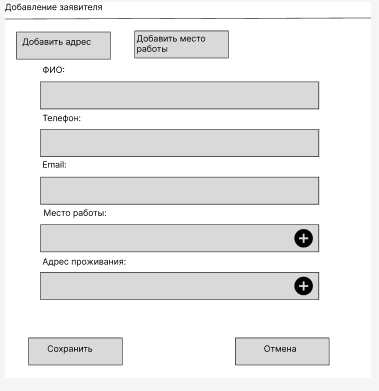 Добавление заявителя
Добавить адрес
Добавить место
работы
ФИО:
Телефон:
Email:
Место работы:
Адрес проживания:
Сохранить
Отмена